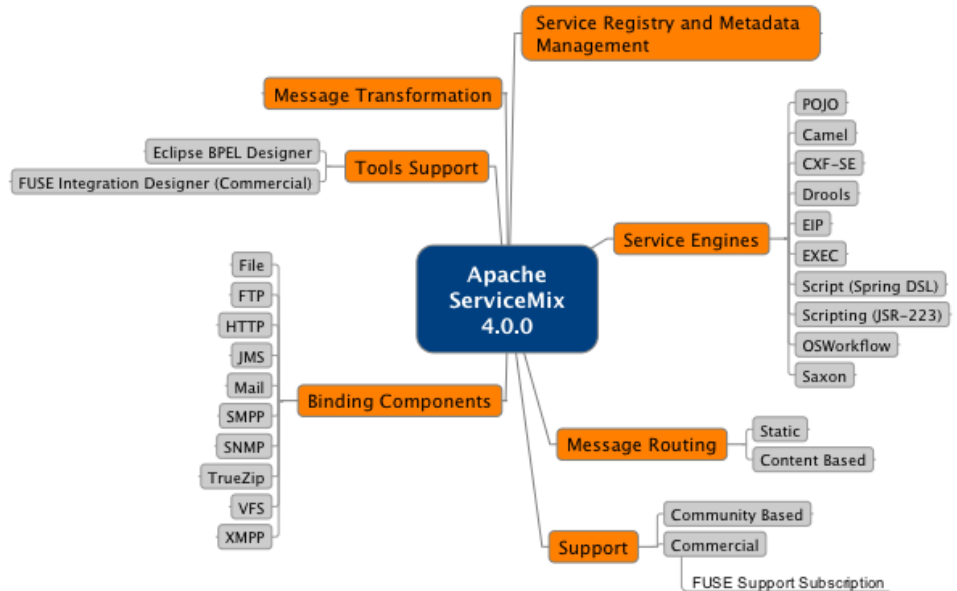 Service Registry and Metadata
Management
Message Transformation
Tools Support
Eclipse BPEL Designer
FUSE Integration Designer (Commercial)
Apache
ServiceMix
4.0.0
Service Engines
POJO
Camel
CXF-SE
Drools
EIP
EXEC
Script (Spring DSL)
Scripting (JSR-223)
OSWorkflow
Saxon
Binding Components
File
FTP
HTTP
JMS
Mail
SMPP
SNMP
TrueZip
VFS
XMPP
Message Routing
Static
Content Based
Support
Community Based
Commercial
FUSE Support Subscription